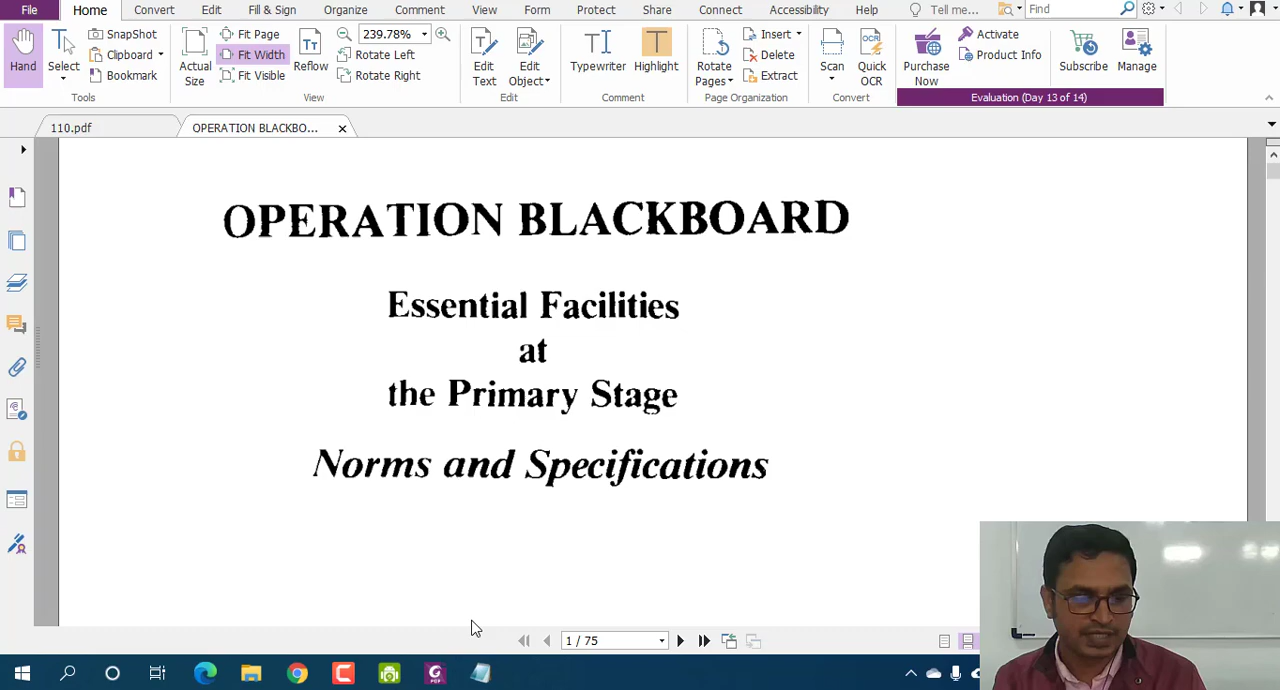 File Home Convert Edit Fill & Sign Organize Comment View Form Protect Share Connect Accessibility Help Tell me... Find
Hand
Select
SnapShot
Clipboard
Bookmark
Tools
Actual Size
Fit Page
Fit Width
Fit Visible
Reflow
239.78%
Rotate Left
Rotate Right
View
Edit Text
Edit Object
Edit
Typewriter
Highlight
Comment
Rotate Pages
Insert
Delete
Extract
Page Organization
Scan
Quick OCR
Convert
Purchase Now
Activate
Product Info
Subscribe
Manage
Evaluation (Day 13 of 14)
110.pdf
OPERATION BLACKBO...
OPERATION BLACKBOARD
Essential Facilities
at
the Primary Stage
Norms and Specifications
1 / 75